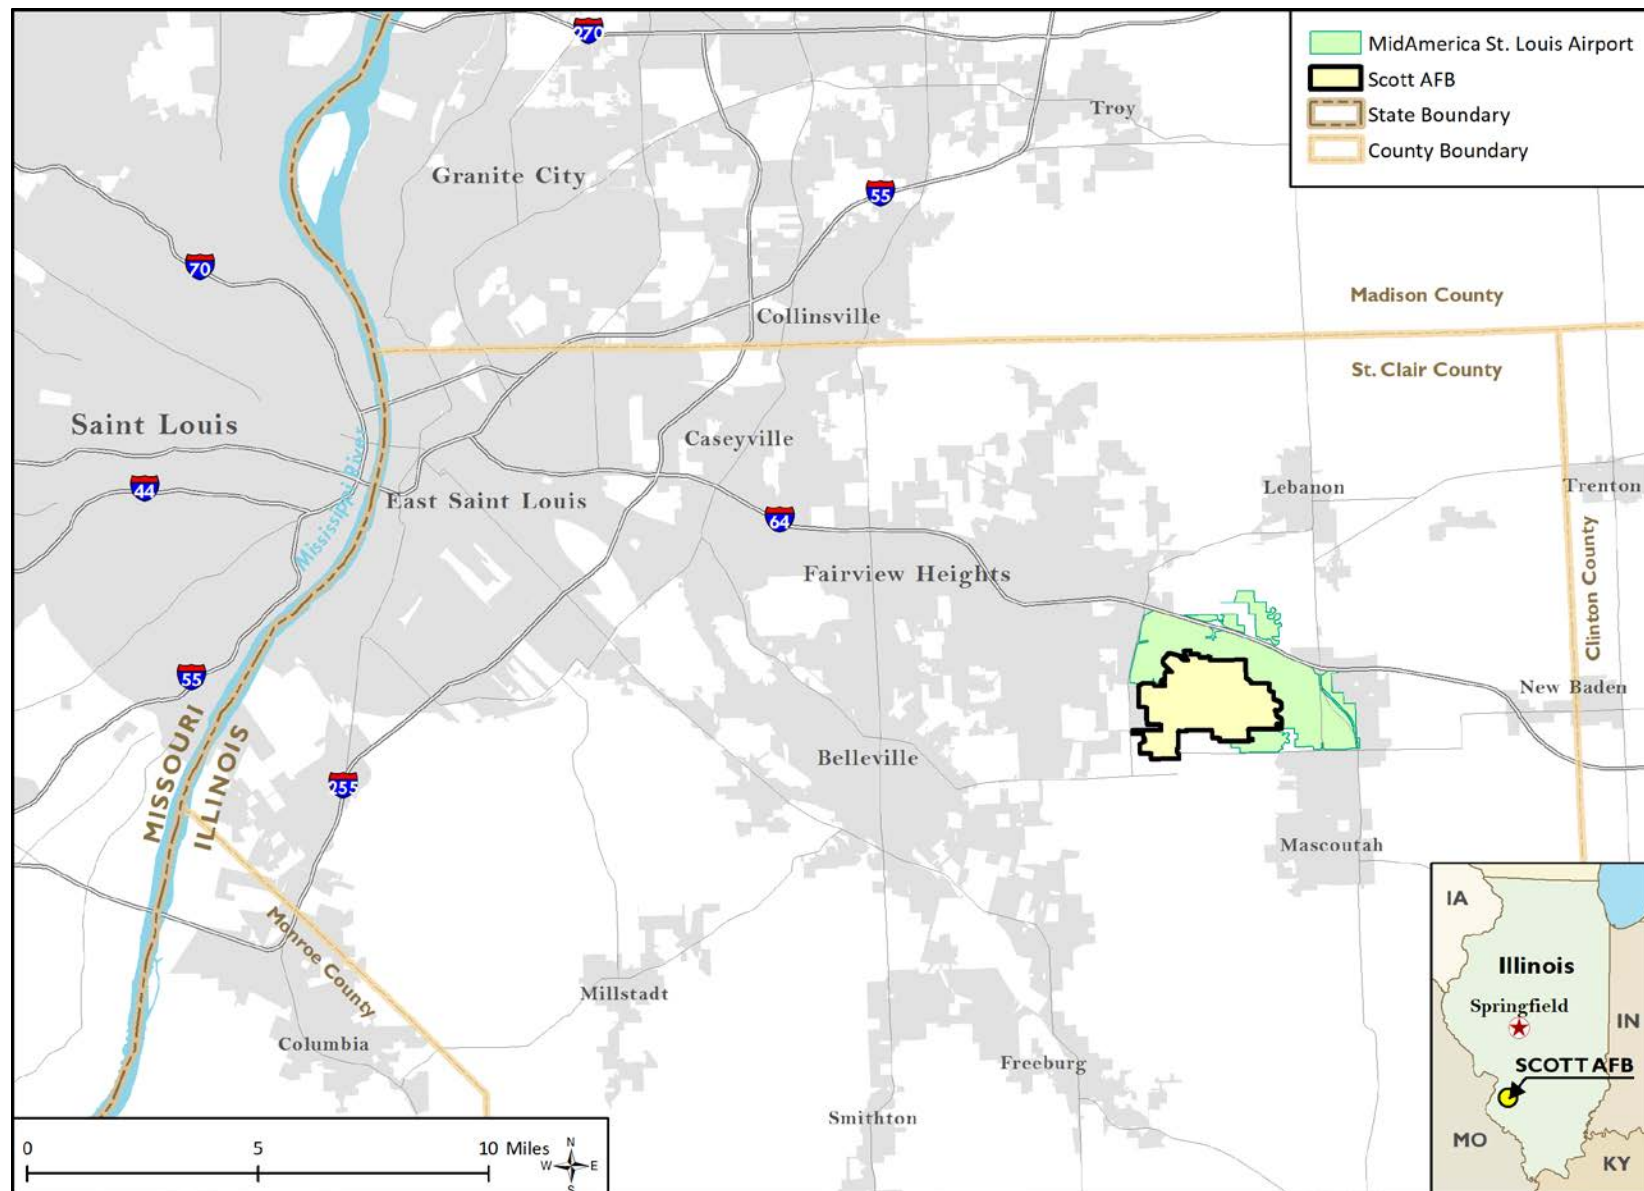 270
MidAmerica St. Louis Airport
Scott AFB
State Boundary
County Boundary
Troy
Granite City
55
70
Madison County
Collinsville
St. Clair County
Saint Louis
Caseyville
Mississippi River
44
East Saint Louis
Lebanon
Trenton
64
Fairview Heights
Clinton County
55
New Baden
MISSOURI
ILLINOIS
Belleville
255
Mascoutah
Monroe County
Millstadt
Columbia
Freeburg
Smithton
IA
Illinois
Springfield
IN
SCOTT AFB
MO
KY
0 5 10 Miles
N
W E
S